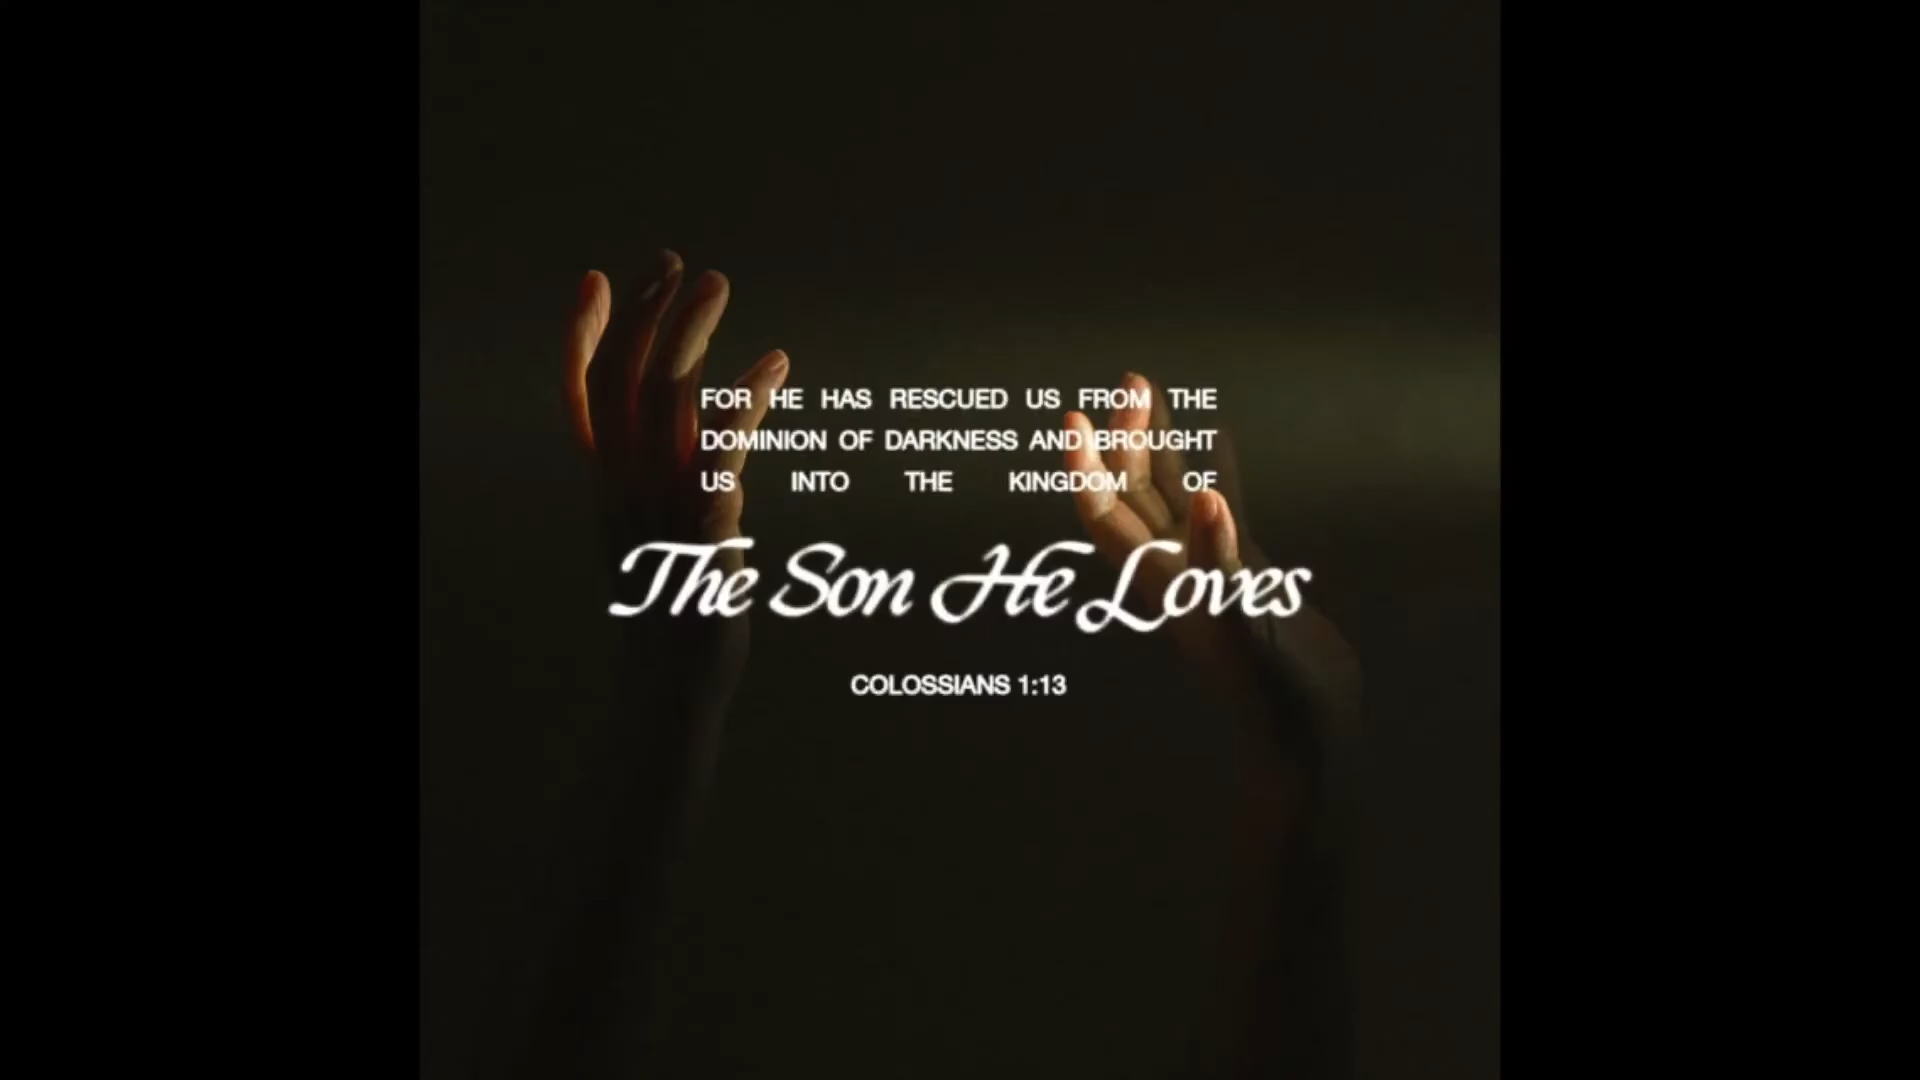 FOR HE HAS RESCUED US FROM THE
DOMINION OF DARKNESS AND BROUGHT
US INTO THE KINGDOM OF
The Son He Loves
COLOSSIANS 1:13